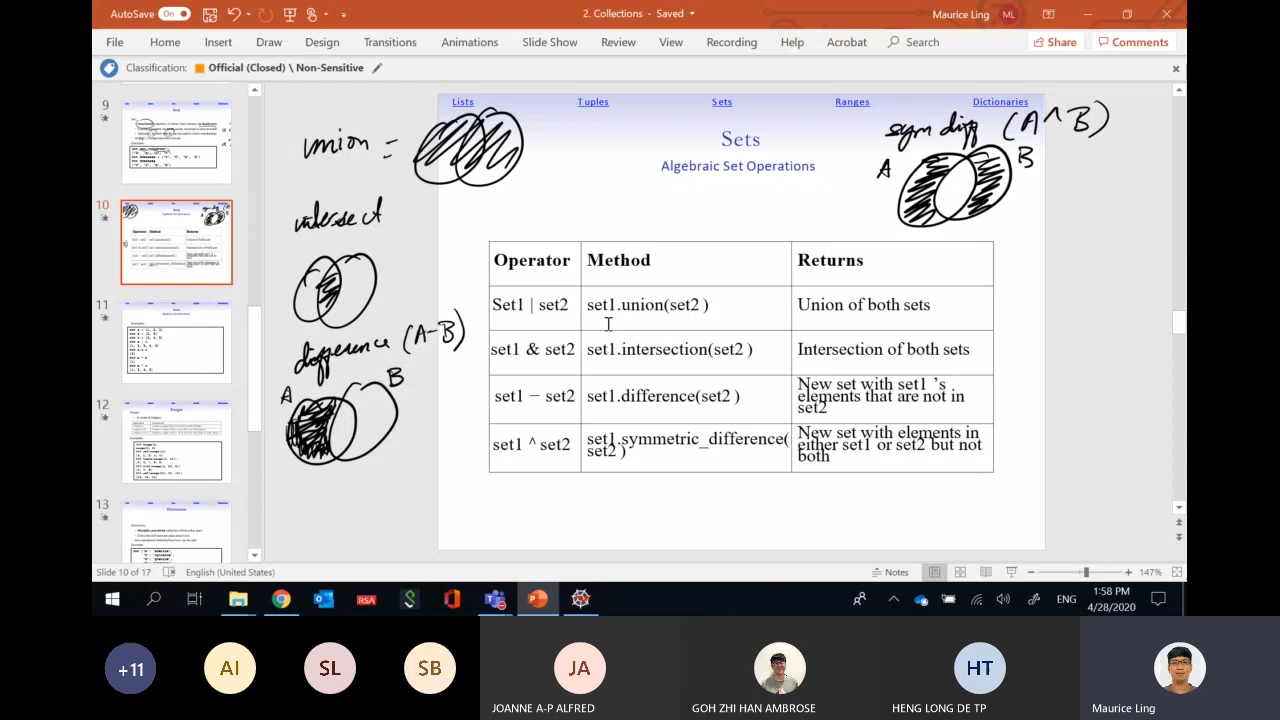 AutoSave On
2. Collections - Saved
Maurice Ling ML
File Home Insert Draw Design Transitions Animations Slide Show Review View Recording Help Acrobat Search Share Comments
Classification: Official (Closed) \ Non-Sensitive
9
10
11
12
13
Lists Tuples Sets Ranges Dictionaries
Sets
Algebraic Set Operations
union =
sym diff (A ^ B)
A B
intersect
difference (A-B)
A B
Operator Method Returns
Set1 | set2 set1.union(set2 ) Union of both sets
set1 & set2 set1.intersection(set2 ) Intersection of both sets
set1 − set2 set1.difference(set2 ) New set with set1 's
elements that are not in
set2
set1 ^ set2 set1.symmetric_difference(
set2 ) New set with elements in
either set1 or set2 but not
both
Slide 10 of 17 English (United States) Notes 147%
RSA ENG 1:58 PM
4/28/2020
+11 AI SL SB JA HT
JOANNE A-P ALFRED GOH ZHI HAN AMBROSE HENG LONG DE TP Maurice Ling